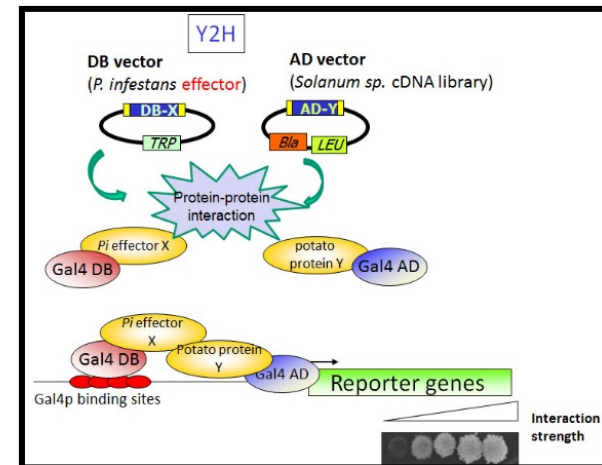 Y2H
DB vector
(P. infestans effector)
DB-X
TRP
AD vector
(Solanum sp. cDNA library)
AD-Y
Bla
LEU
Protein-protein
interaction
Pi effector X
Gal4 DB
potato
protein Y
Gal4 AD
Pi effector
X
Gal4 DB
Potato protein
Y
Gal4 AD
Reporter genes
Gal4p binding sites
Interaction
strength